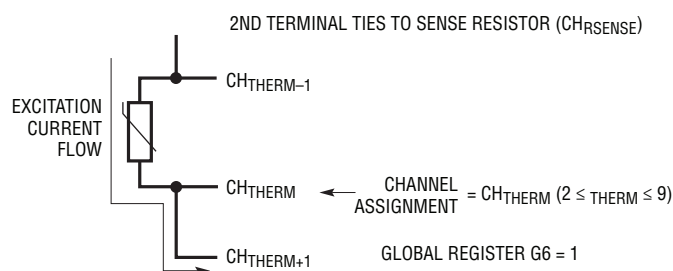 2ND TERMINAL TIES TO SENSE RESISTOR (CHRSENSE)
CHTHERM–1
EXCITATION
CURRENT
FLOW
CHTHERM
CHANNEL
ASSIGNMENT
= CHTHERM (2 ≤ THERM ≤ 9)
CHTHERM+1
GLOBAL REGISTER G6 = 1